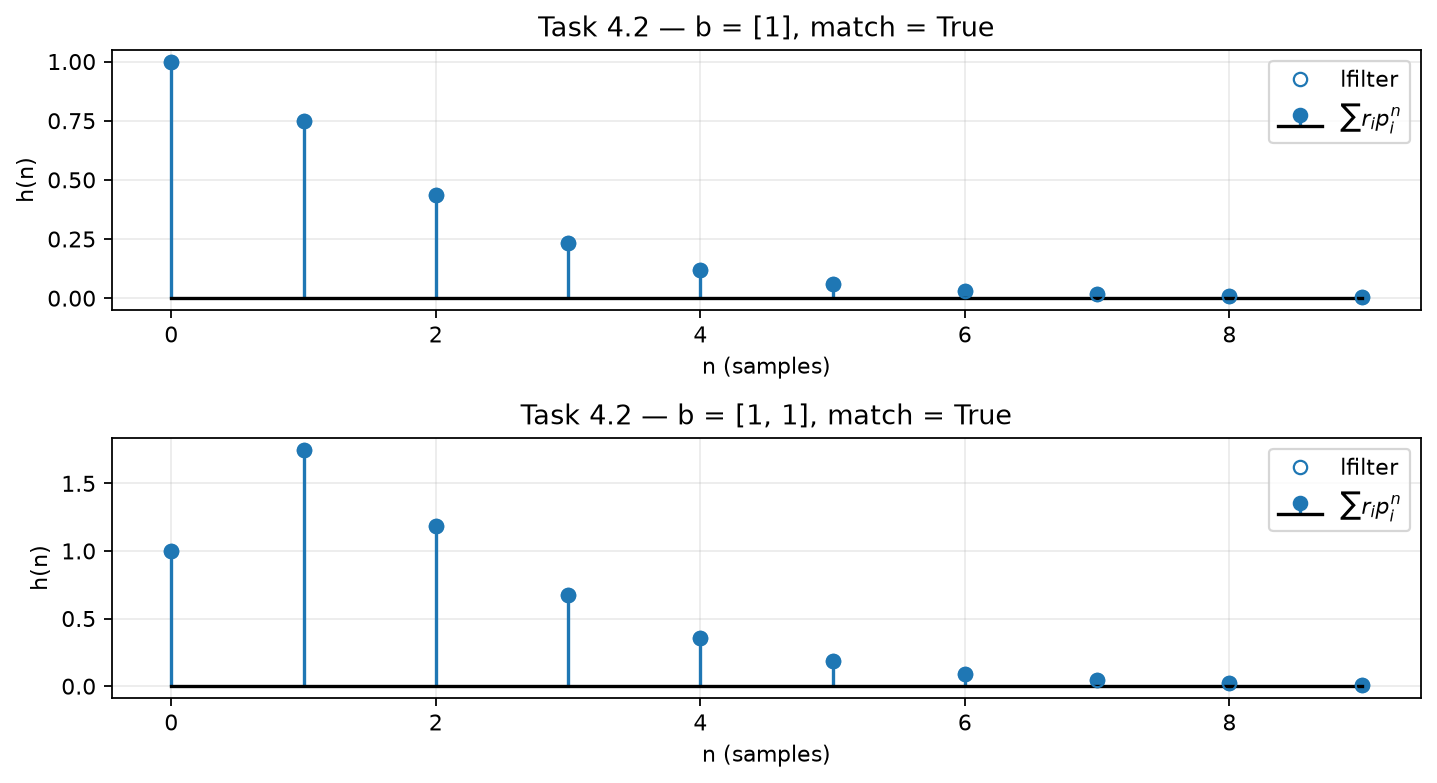 Task 4.2 — b = [1], match = True
1.00
0.75
0.50
0.25
0.00
h(n)
lfilter
∑rᵢpᵢⁿ
0 2 4 6 8
n (samples)
Task 4.2 — b = [1, 1], match = True
1.5
1.0
0.5
0.0
h(n)
lfilter
∑rᵢpᵢⁿ
0 2 4 6 8
n (samples)